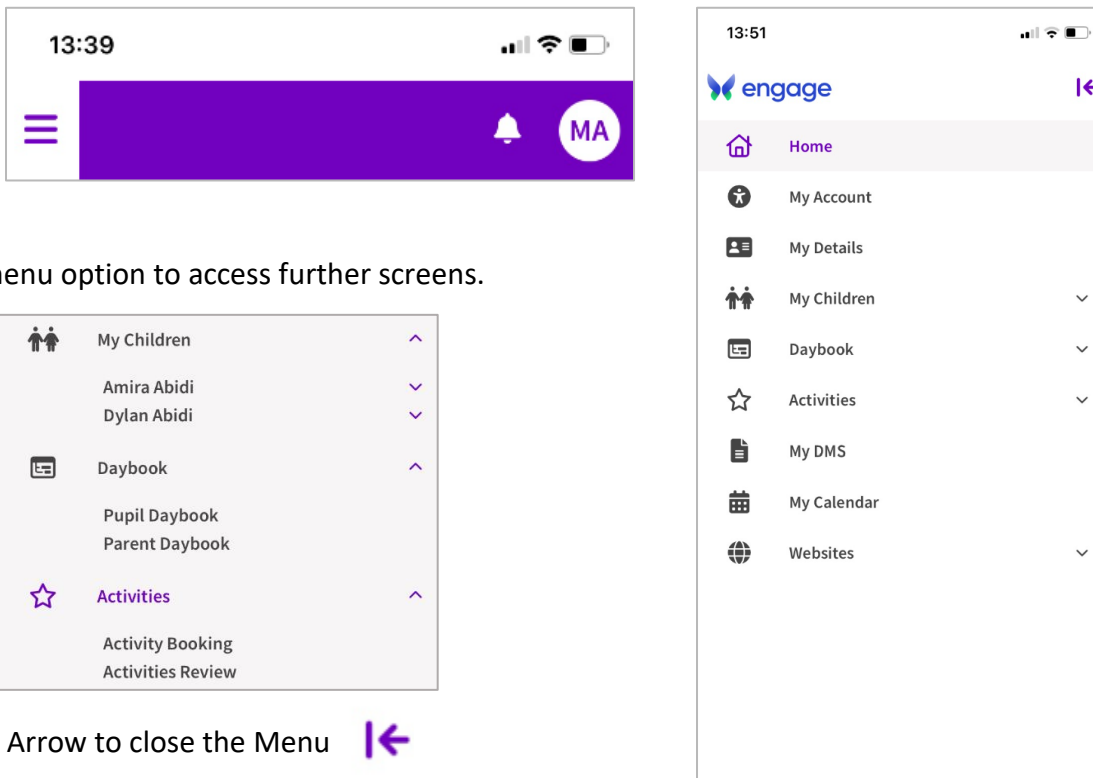 13:39
MA
menu option to access further screens.
My Children
Amira Abidi
Dylan Abidi
Daybook
Pupil Daybook
Parent Daybook
Activities
Activity Booking
Activities Review
Arrow to close the Menu
13:51
engage
Home
My Account
My Details
My Children
Daybook
Activities
My DMS
My Calendar
Websites